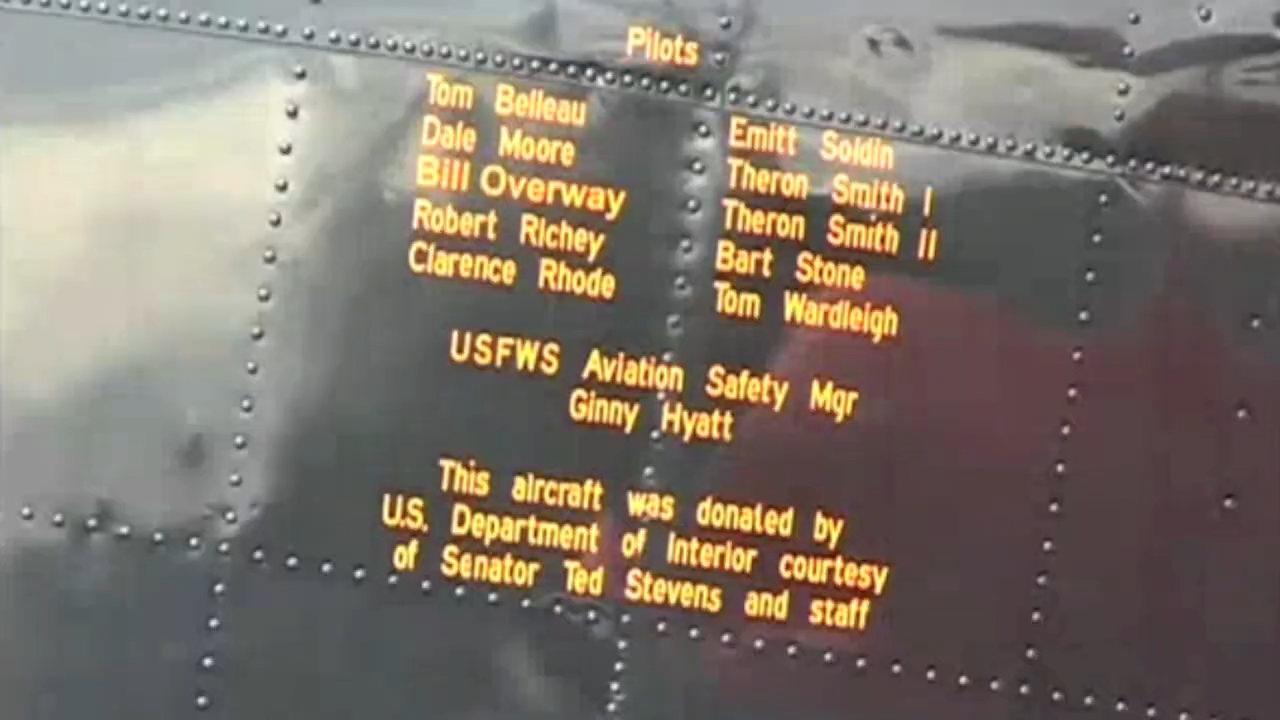 Pilots
Tom Belleau
Dale Moore
Bill Overway
Robert Richey
Clarence Rhode
Emitt Soldin
Theron Smith I
Theron Smith II
Bart Stone
Tom Wardleigh
USFWS Aviation Safety Mgr
Ginny Hyatt
This aircraft was donated by
U.S. Department of Interior courtesy
of Senator Ted Stevens and staff